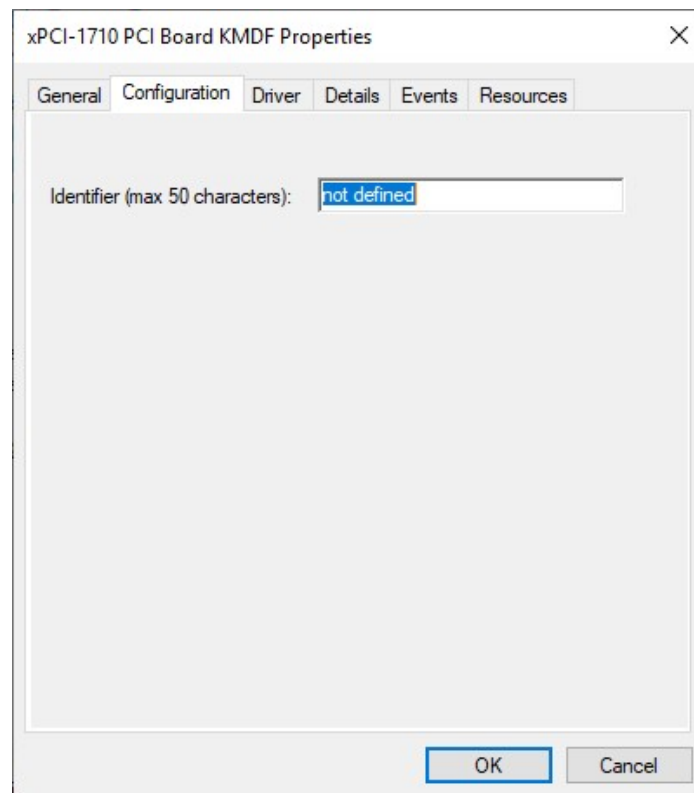 xPCI-1710 PCI Board KMDF Properties
General Configuration Driver Details Events Resources
Identifier (max 50 characters): not defined
OK Cancel